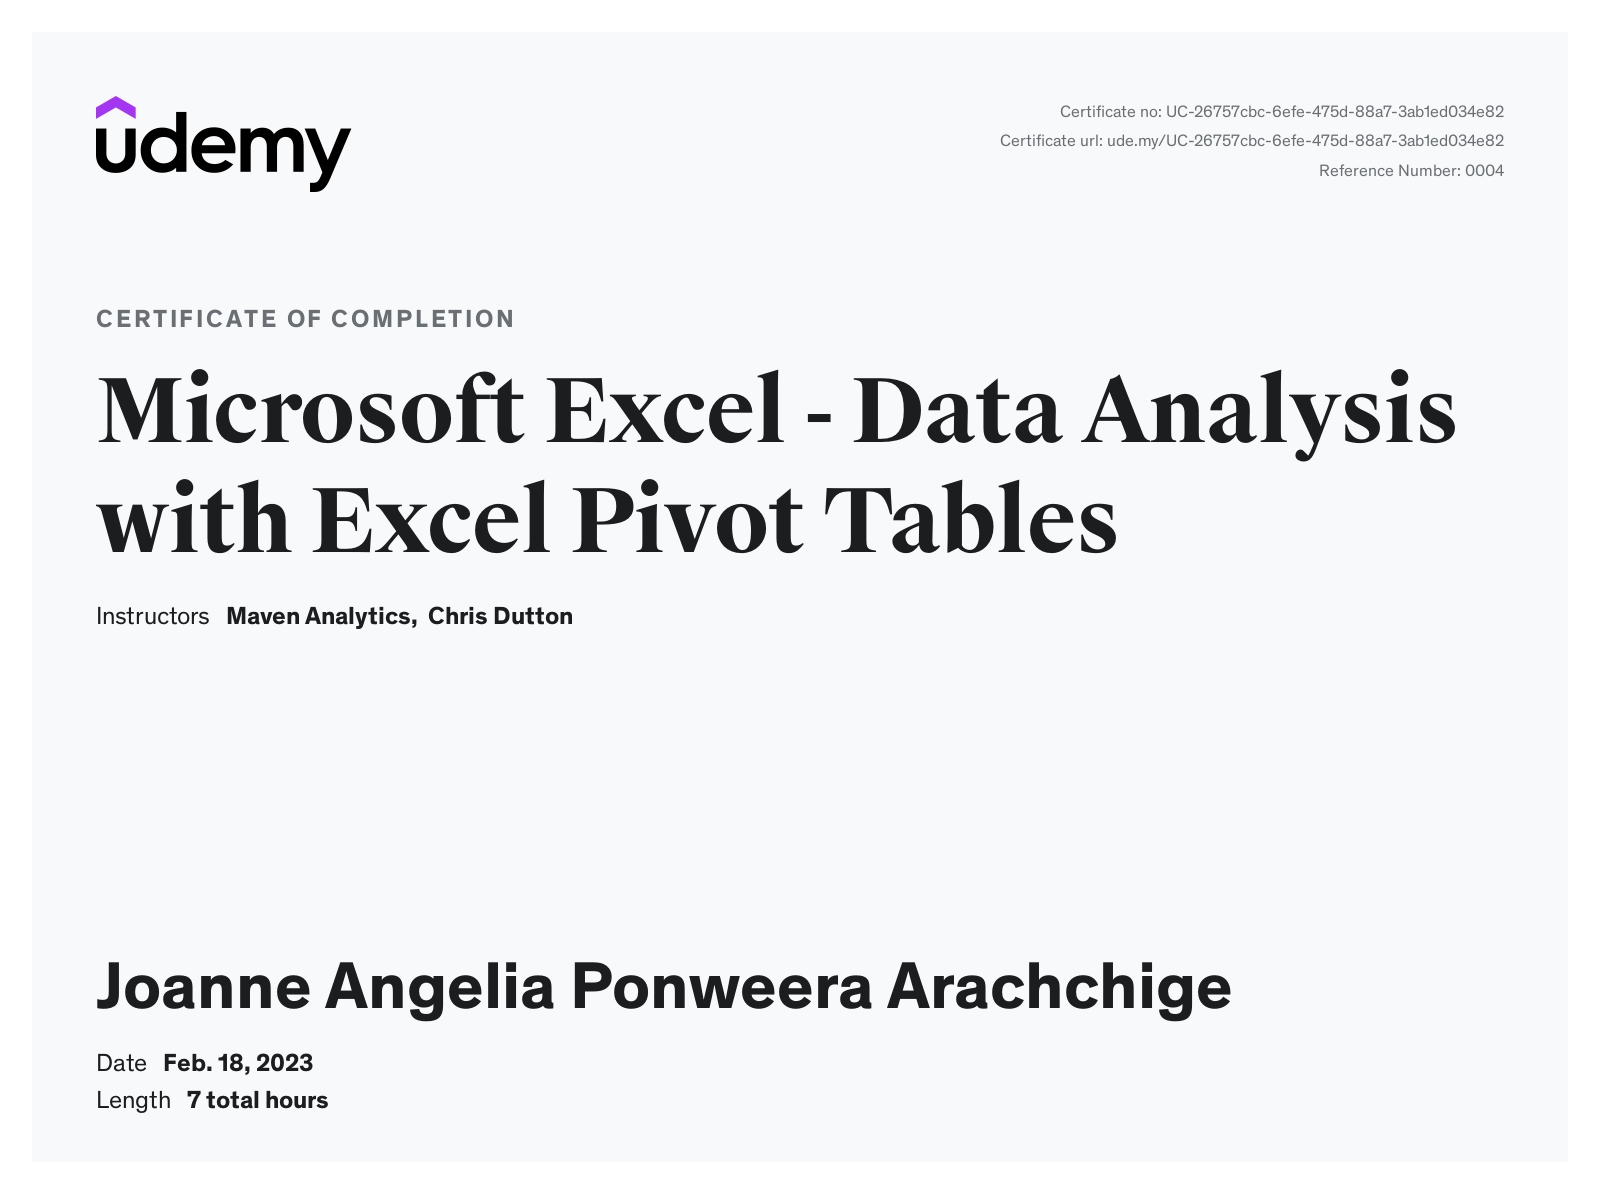 udemy
Certificate no: UC-26757cbc-6efe-475d-88a7-3ab1ed034e82
Certificate url: ude.my/UC-26757cbc-6efe-475d-88a7-3ab1ed034e82
Reference Number: 0004
CERTIFICATE OF COMPLETION
Microsoft Excel - Data Analysis
with Excel Pivot Tables
Instructors Maven Analytics, Chris Dutton
Joanne Angelia Ponweera Arachchige
Date Feb. 18, 2023
Length 7 total hours